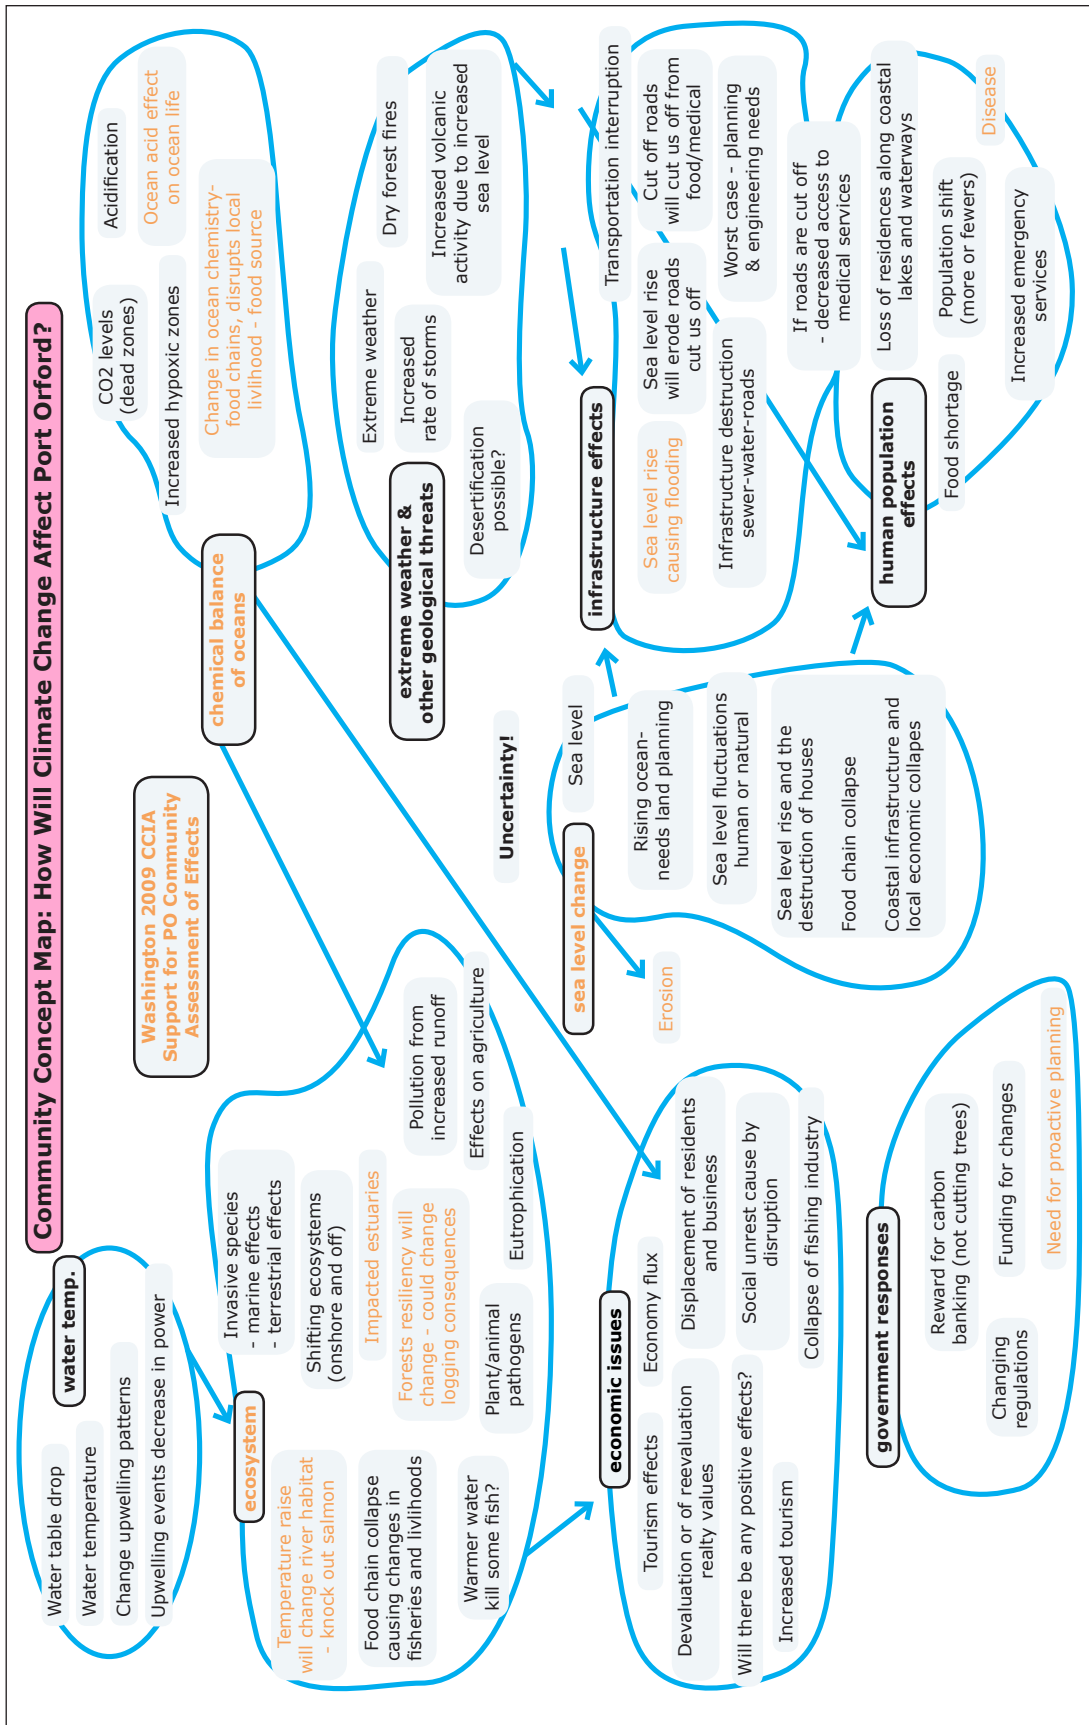 Community Concept Map: How Will Climate Change Affect Port Orford?
water temp.
Water table drop
Water temperature
Change upwelling patterns
Upwelling events decrease in power
Washington 2009 CCIA
Support for PO Community
Assessment of Effects
chemical balance
of oceans
CO2 levels
(dead zones)
Acidification
Ocean acid effect
on ocean life
Increased hypoxic zones
Change in ocean chemistry-
food chains, disrupts local
livlihood - food source
ecosystem
Invasive species
- marine effects
- terrestrial effects
Shifting ecosystems
(onshore and off)
Impacted estuaries
Forests resiliency will
change - could change
logging consequences
Pollution from
increased runoff
Effects on agriculture
Eutrophication
Plant/animal
pathogens
Temperature raise
will change river habitat
- knock out salmon
Food chain collapse
causing changes in
fisheries and livlihoods
Warmer water
kill some fish?
extreme weather &
other geological threats
Extreme weather
Dry forest fires
Increased
rate of storms
Increased volcanic
activity due to increased
sea level
Desertification
possible?
Uncertainty!
sea level change
Sea level
Rising ocean-
needs land planning
Sea level fluctuations
human or natural
Sea level rise and the
destruction of houses
Food chain collapse
Coastal infrastructure and
local economic collapes
Erosion
infrastructure effects
Transportation interruption
Sea level rise
causing flooding
Sea level rise
will erode roads
cut us off
Cut off roads
will cut us off from
food/medical
Infrastructure destruction
sewer-water-roads
Worst case - planning
& engineering needs
If roads are cut off
- decreased access to
medical services
economic issues
Tourism effects
Economy flux
Devaluation or of reevaluation
realty values
Displacement of residents
and business
Will there be any positive effects?
Social unrest cause by
disruption
Increased tourism
Collapse of fishing industry
human population
effects
Loss of residences along coastal
lakes and waterways
Food shortage
Population shift
(more or fewers)
Disease
Increased emergency
services
government responses
Reward for carbon
banking (not cutting trees)
Changing
regulations
Funding for changes
Need for proactive planning